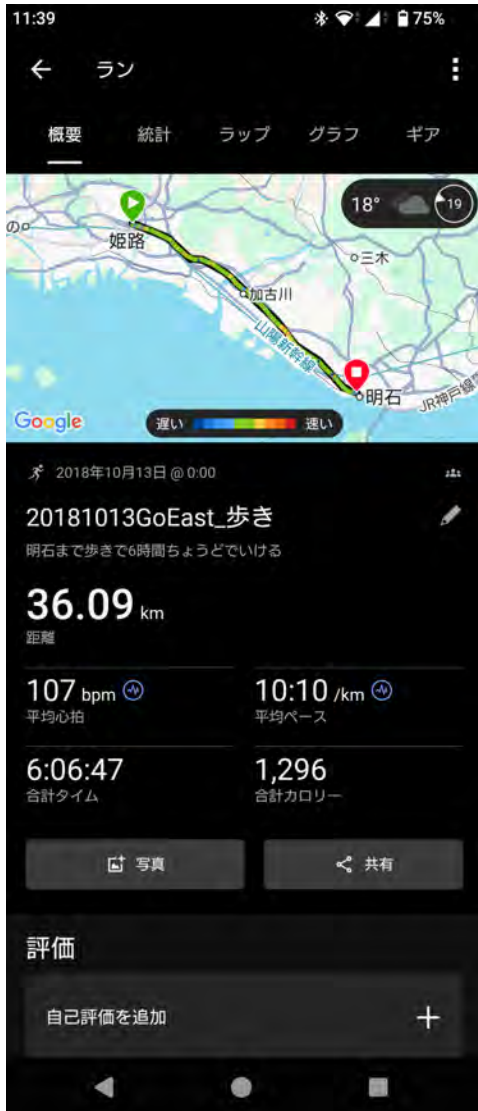 11:39
75%
ラン
概要 統計 ラップ グラフ ギア
18° 19
姫路
三木
加古川
山陽新幹線
明石
JR神戸線
Google
遅い 速い
2018年10月13日 @ 0:00
20181013GoEast_歩き
明石まで歩きで6時間ちょうどでいける
36.09 km
距離
107 bpm
平均心拍
10:10 /km
平均ペース
6:06:47
合計タイム
1,296
合計カロリー
写真
共有
評価
自己評価を追加